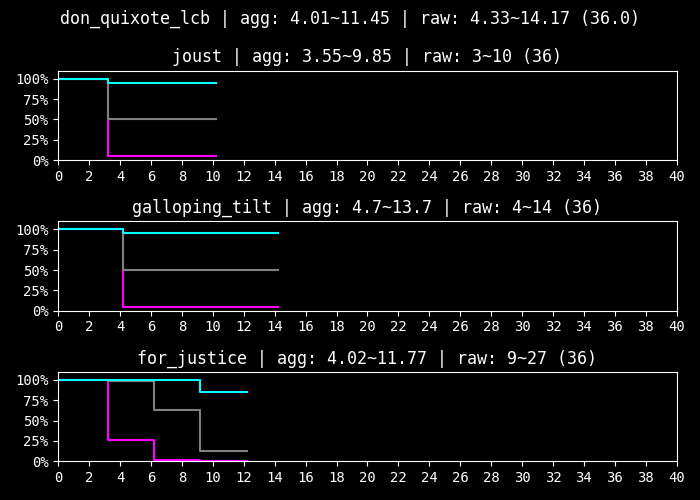 don_quixote_lcb | agg: 4.01~11.45 | raw: 4.33~14.17 (36.0)
joust | agg: 3.55~9.85 | raw: 3~10 (36)
100%
75%
50%
25%
0%
0 2 4 6 8 10 12 14 16 18 20 22 24 26 28 30 32 34 36 38 40
galloping_tilt | agg: 4.7~13.7 | raw: 4~14 (36)
100%
75%
50%
25%
0%
0 2 4 6 8 10 12 14 16 18 20 22 24 26 28 30 32 34 36 38 40
for_justice | agg: 4.02~11.77 | raw: 9~27 (36)
100%
75%
50%
25%
0%
0 2 4 6 8 10 12 14 16 18 20 22 24 26 28 30 32 34 36 38 40